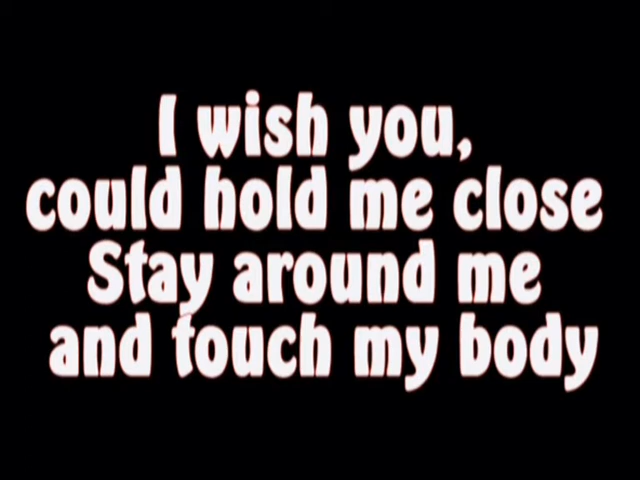 I wish you,
could hold me close
Stay around me
and touch my body